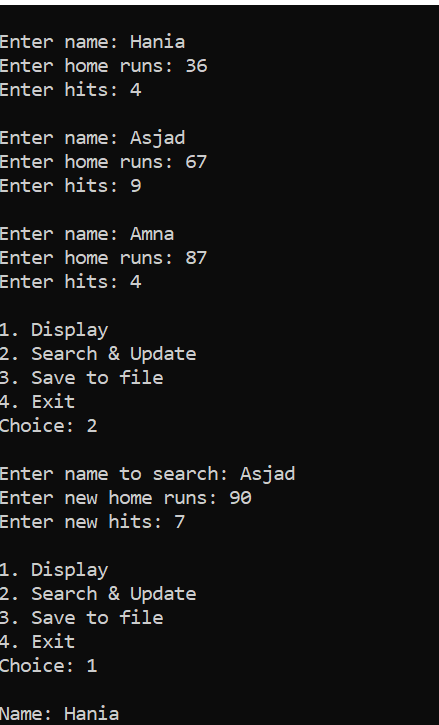 Enter name: Hania
Enter home runs: 36
Enter hits: 4
Enter name: Asjad
Enter home runs: 67
Enter hits: 9
Enter name: Amna
Enter home runs: 87
Enter hits: 4
1. Display
2. Search & Update
3. Save to file
4. Exit
Choice: 2
Enter name to search: Asjad
Enter new home runs: 90
Enter new hits: 7
1. Display
2. Search & Update
3. Save to file
4. Exit
Choice: 1
Name: Hania